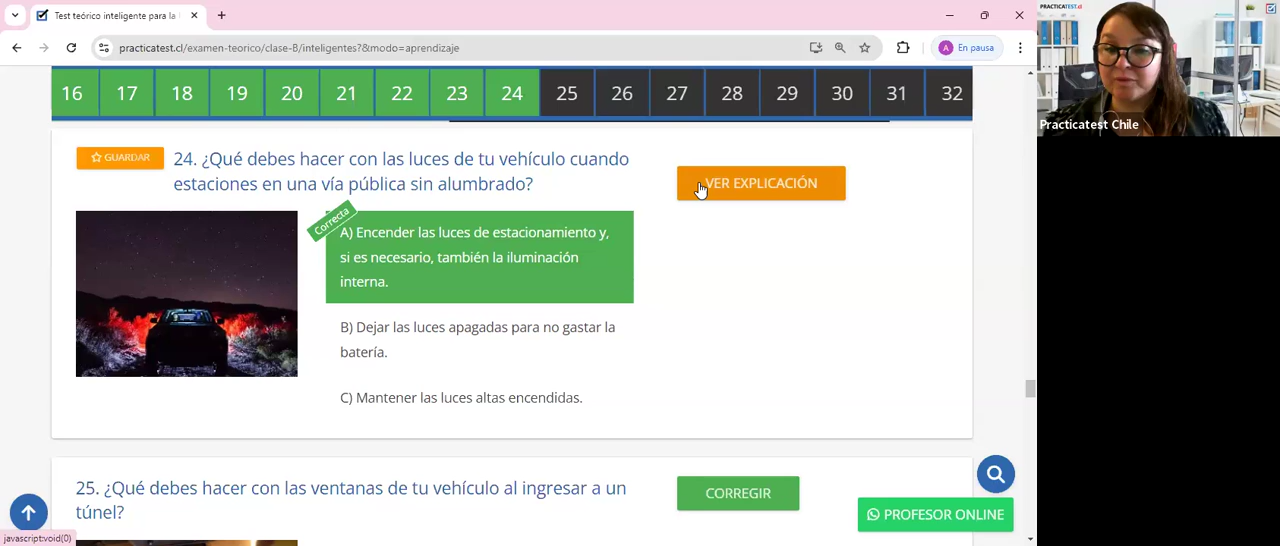 Test teórico inteligente para la
practicatest.cl/examen-teorico/clase-B/inteligentes?&modo=aprendizaje
A
En pausa
PRACTICATEST.cl
Practicatest Chile
16 17 18 19 20 21 22 23 24 25 26 27 28 29 30 31 32
GUARDAR
24. ¿Qué debes hacer con las luces de tu vehículo cuando
estaciones en una vía pública sin alumbrado?
VER EXPLICACIÓN
Correcta
A) Encender las luces de estacionamiento y,
si es necesario, también la iluminación
interna.
B) Dejar las luces apagadas para no gastar la
batería.
C) Mantener las luces altas encendidas.
25. ¿Qué debes hacer con las ventanas de tu vehículo al ingresar a un
túnel?
CORREGIR
PROFESOR ONLINE
javascript:void(0)